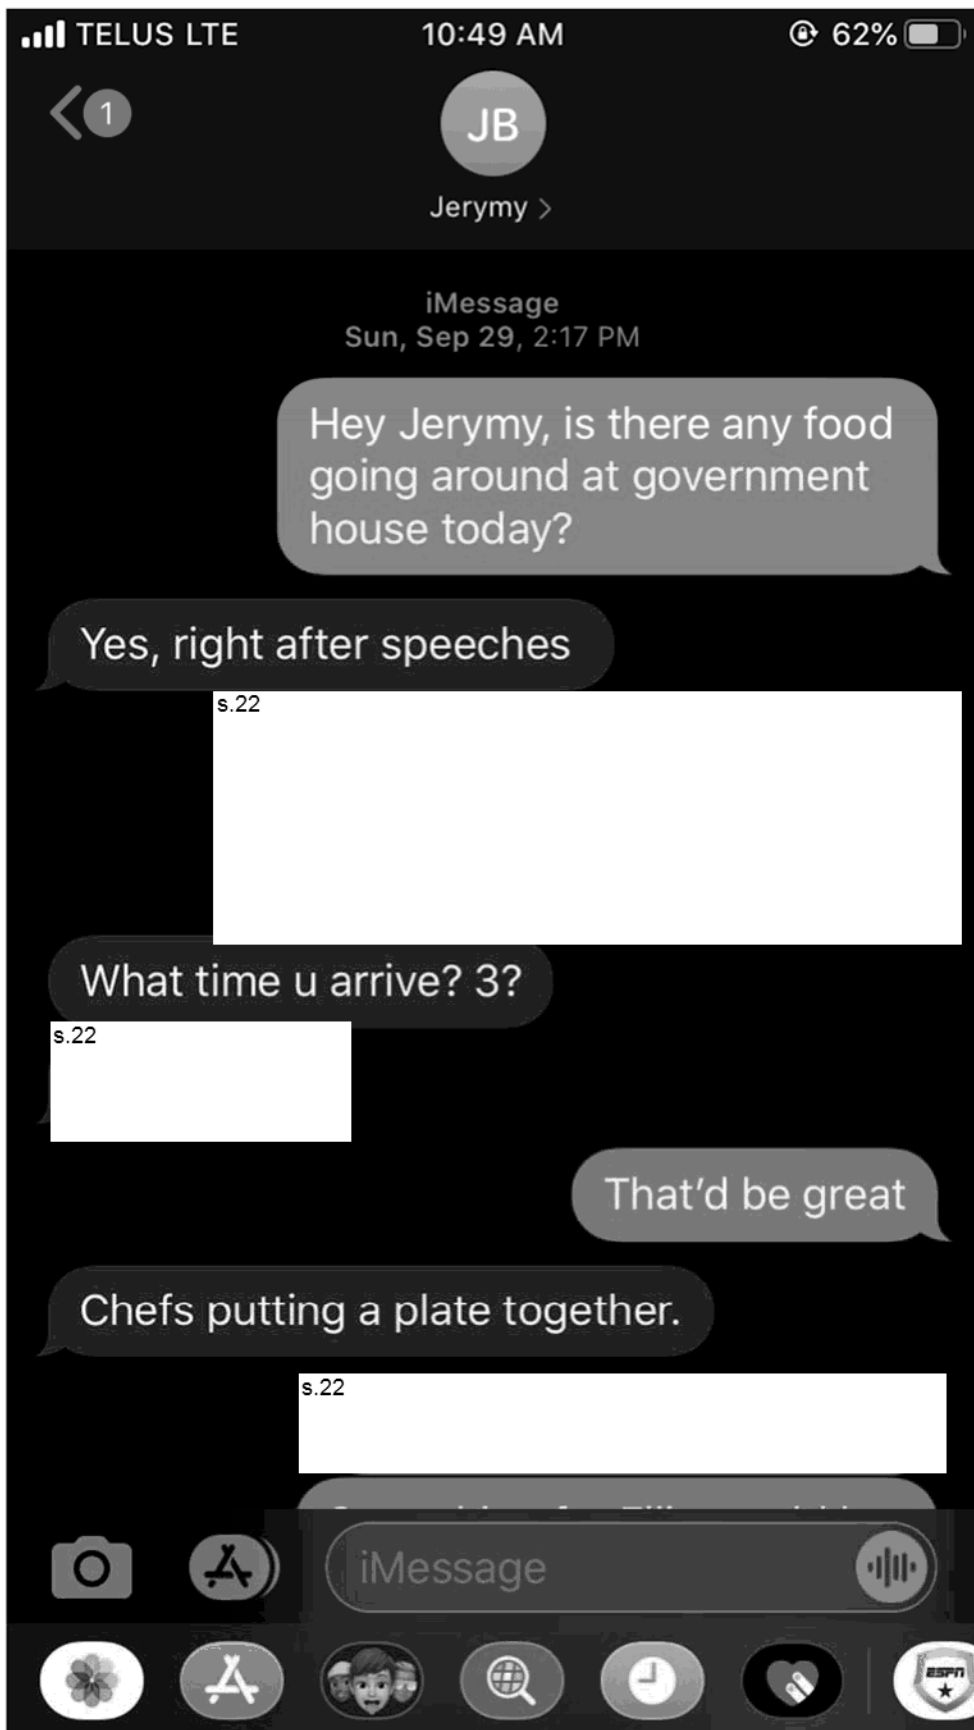 TELUS LTE 10:49 AM 62%
1
JB
Jerymy
iMessage
Sun, Sep 29, 2:17 PM
Hey Jerymy, is there any food
going around at government
house today?
Yes, right after speeches
s.22
What time u arrive? 3?
s.22
That’d be great
Chefs putting a plate together.
s.22
iMessage
ESPN